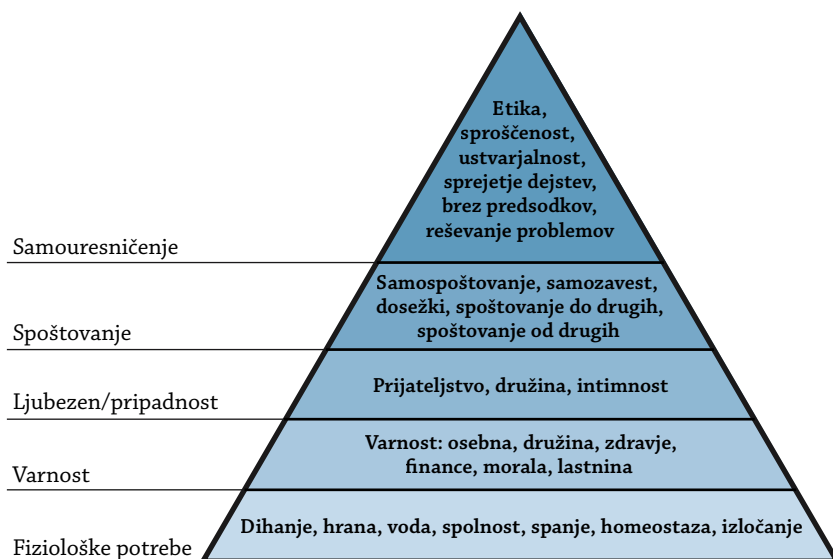 Etika,
sproščenost,
ustvarjalnost,
sprejetje dejstev,
brez predsodkov,
reševanje problemov
Samouresničenje
Samospoštovanje, samozavest,
dosežki, spoštovanje do drugih,
spoštovanje od drugih
Spoštovanje
Prijateljstvo, družina, intimnost
Ljubezen/pripadnost
Varnost: osebna, družina, zdravje,
finance, morala, lastnina
Varnost
Dihanje, hrana, voda, spolnost, spanje, homeostaza, izločanje
Fiziološke potrebe